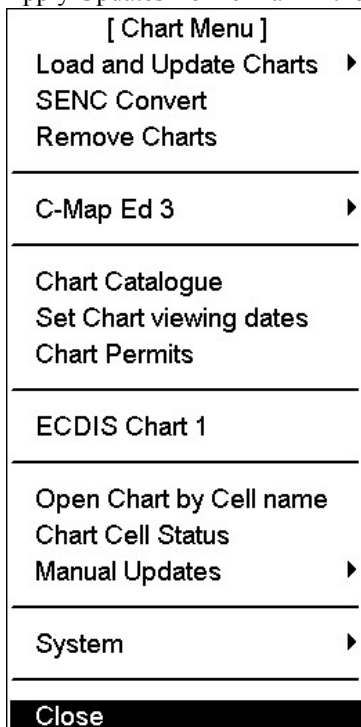 [ Chart Menu ]
Load and Update Charts
SENC Convert
Remove Charts
C-Map Ed 3
Chart Catalogue
Set Chart viewing dates
Chart Permits
ECDIS Chart 1
Open Chart by Cell name
Chart Cell Status
Manual Updates
System
Close